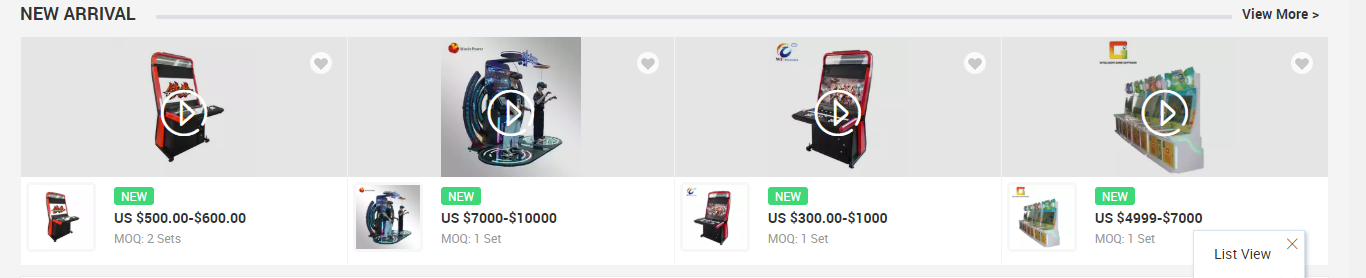 NEW ARRIVAL
View More >
NEW
US $500.00-$600.00
MOQ: 2 Sets
NEW
US $7000-$10000
MOQ: 1 Set
NEW
US $300.00-$1000
MOQ: 1 Set
NEW
US $4999-$7000
MOQ: 1 Set
List View